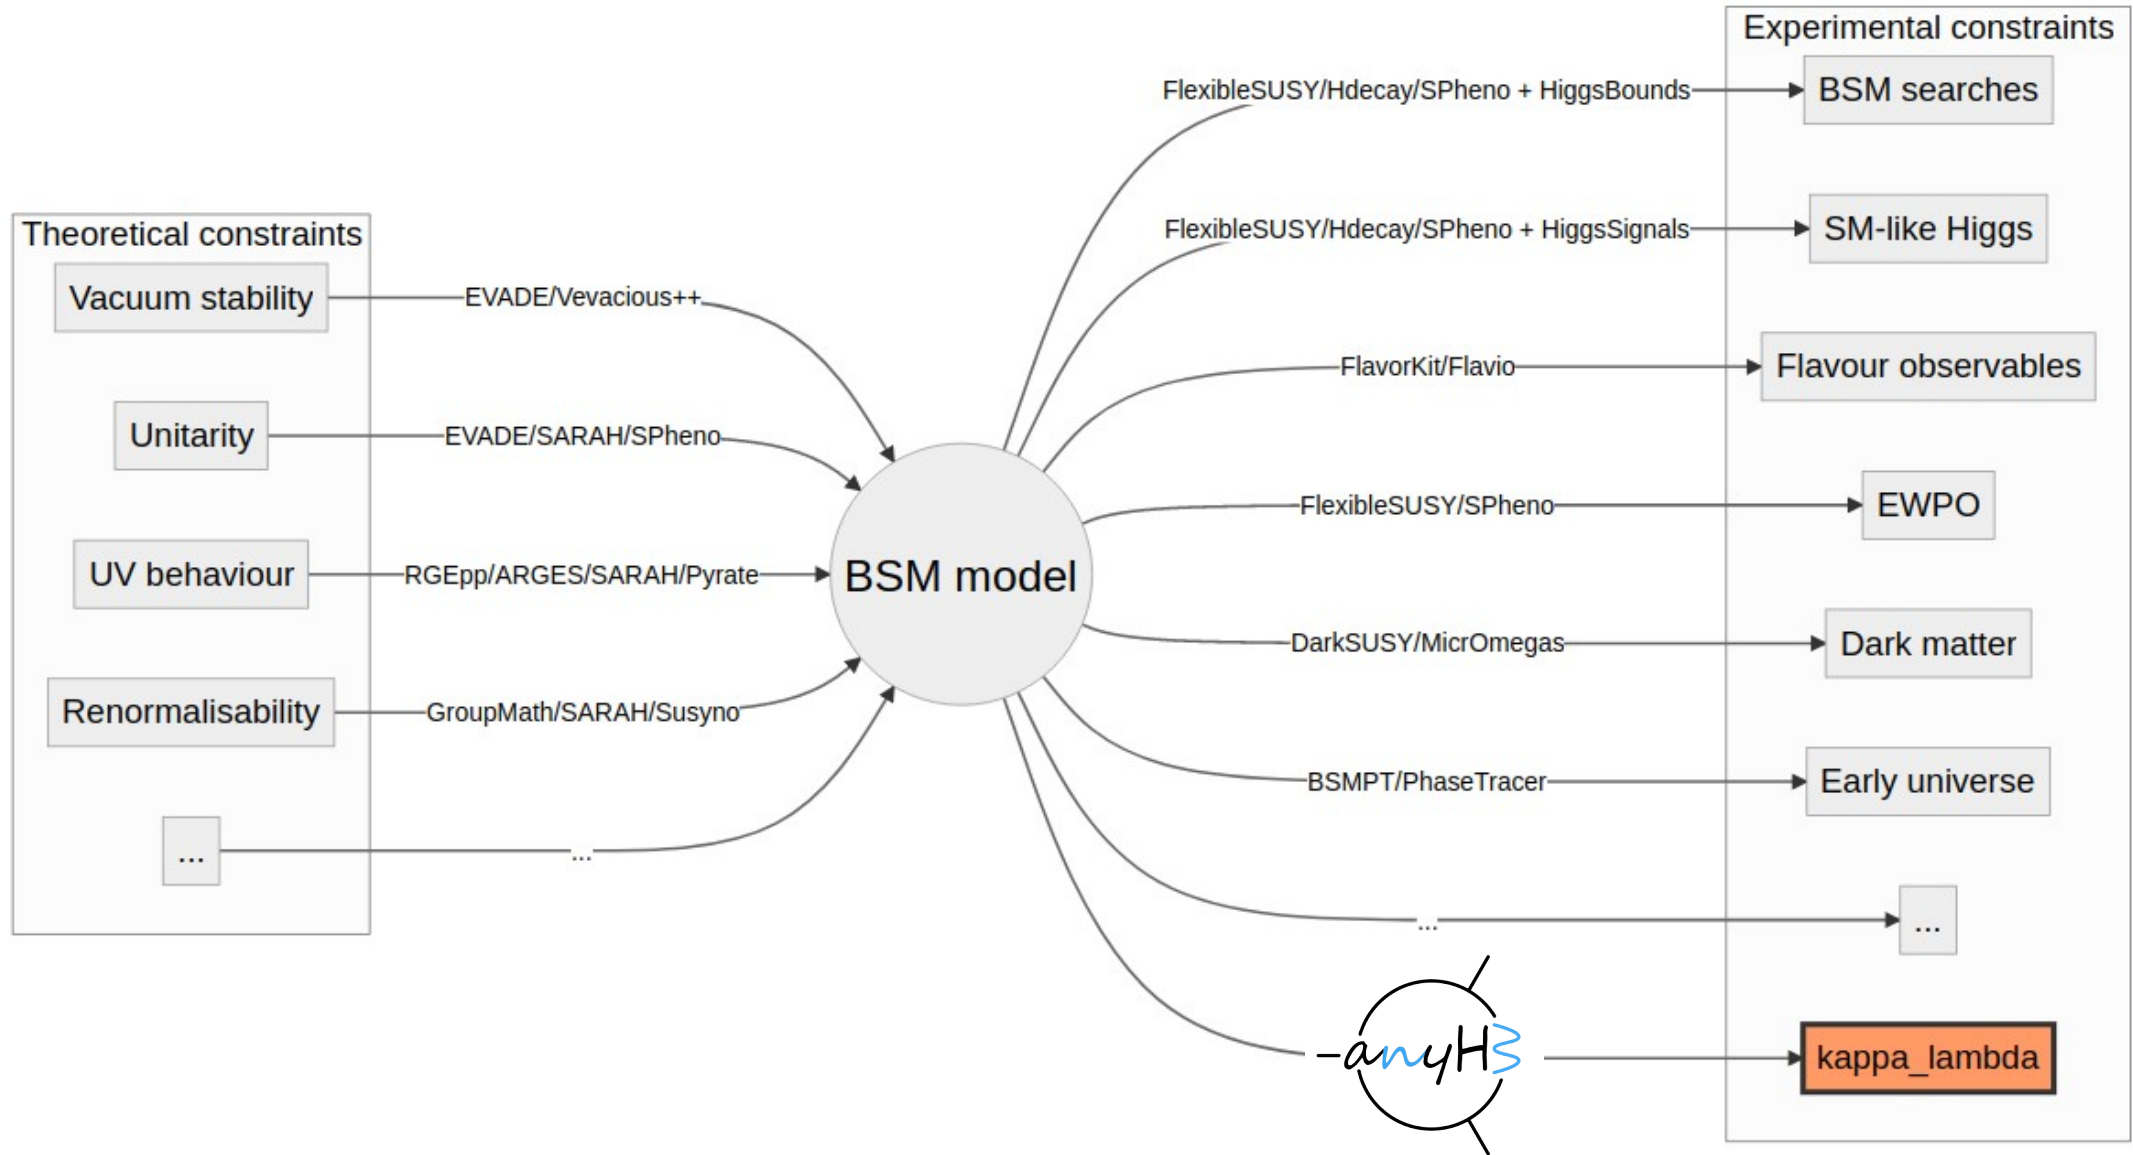 Theoretical constraints
Vacuum stability
EVADE/Vevacious++
Unitarity
EVADE/SARAH/SPheno
UV behaviour
RGEpp/ARGES/SARAH/Pyrate
Renormalisability
GroupMath/SARAH/Susyno
...
...
BSM model
Experimental constraints
FlexibleSUSY/Hdecay/SPheno + HiggsBounds
BSM searches
FlexibleSUSY/Hdecay/SPheno + HiggsSignals
SM-like Higgs
FlavorKit/Flavio
Flavour observables
FlexibleSUSY/SPheno
EWPO
DarkSUSY/MicrOmegas
Dark matter
BSMPT/PhaseTracer
Early universe
...
...
anyH3
kappa_lambda